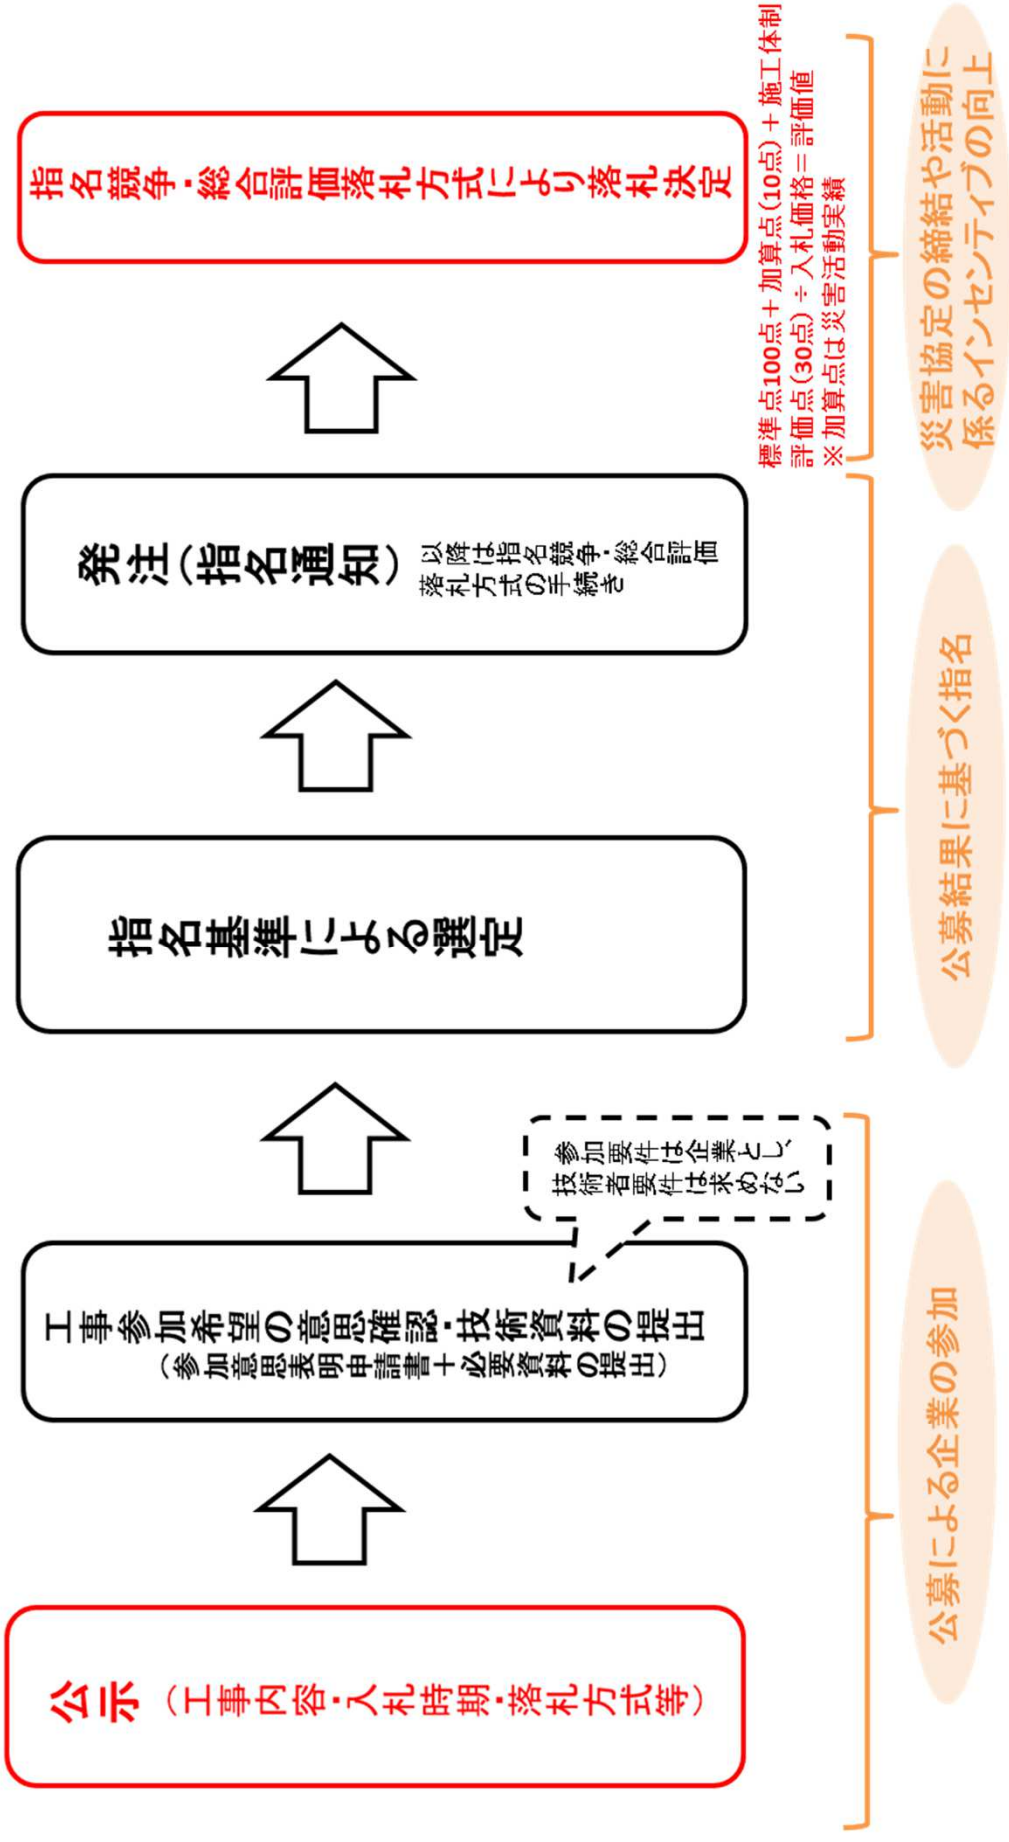 公示（工事内容・入札時期・落札方式等）
工事参加希望の意思確認・技術資料の提出
（参加意思表明申請書＋必要資料の提出）
参加要件は企業とし、
技術者要件は求めない
指名基準による選定
発注（指名通知）
以降は指名競争・総合評価
落札方式の手続き
指名競争・総合評価落札方式により落札決定
標準点100点＋加算点（10点）＋施工体制
評価点（30点）÷入札価格＝評価値
※加算点は災害活動実績
公募による企業の参加
公募結果に基づく指名
災害協定の締結や活動に
係るインセンティブの向上